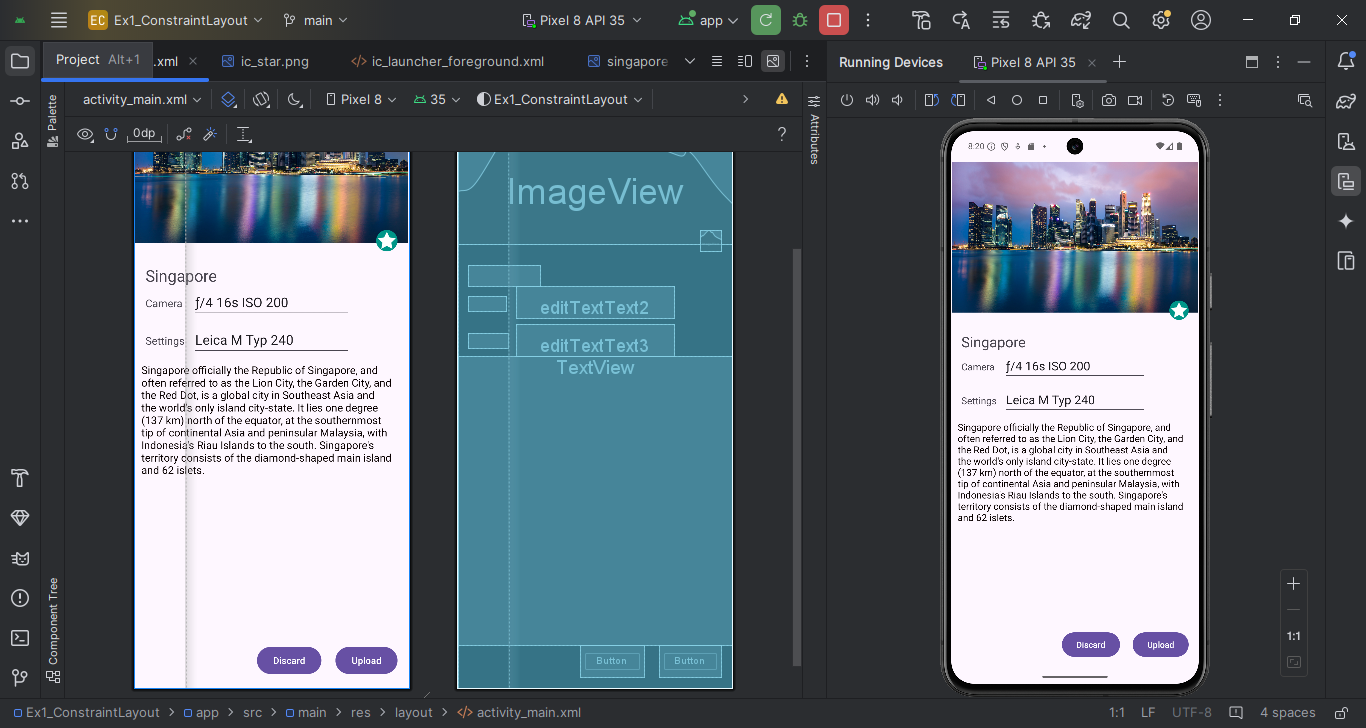 EC Ex1_ConstraintLayout main Pixel 8 API 35 app
Project Alt+1 .xml ic_star.png ic_launcher_foreground.xml singapore Running Devices Pixel 8 API 35
activity_main.xml Pixel 8 35 Ex1_ConstraintLayout
0dp ?
Palette
Attributes
Component Tree
Singapore
Camera ƒ/4 16s ISO 200
Settings Leica M Typ 240
Singapore officially the Republic of Singapore, and
often referred to as the Lion City, the Garden City, and
the Red Dot, is a global city in Southeast Asia and
the world's only island city-state. It lies one degree
(137 km) north of the equator, at the southernmost
tip of continental Asia and peninsular Malaysia, with
Indonesia's Riau Islands to the south. Singapore's
territory consists of the diamond-shaped main island
and 62 islets.
Discard Upload
ImageView
editTextText2
editTextText3
TextView
Button Button
8:20
Singapore
Camera ƒ/4 16s ISO 200
Settings Leica M Typ 240
Singapore officially the Republic of Singapore, and
often referred to as the Lion City, the Garden City, and
the Red Dot, is a global city in Southeast Asia and
the world's only island city-state. It lies one degree
(137 km) north of the equator, at the southernmost
tip of continental Asia and peninsular Malaysia, with
Indonesia's Riau Islands to the south. Singapore's
territory consists of the diamond-shaped main island
and 62 islets.
Discard Upload
1:1
Ex1_ConstraintLayout > app > src > main > res > layout > activity_main.xml 1:1 LF UTF-8 4 spaces